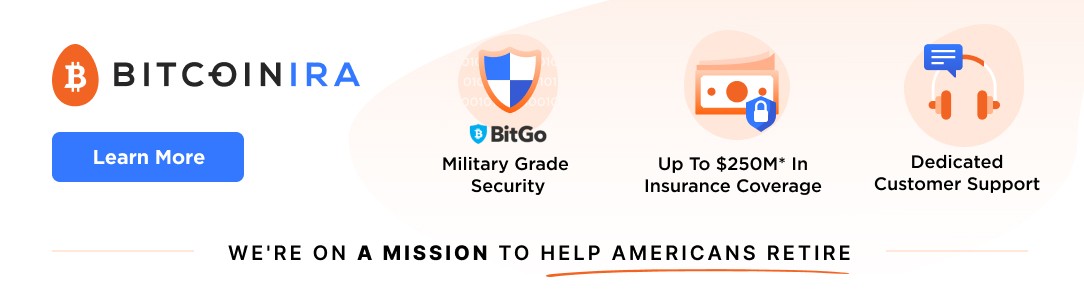 BITCOINIRA
Learn More
BitGo
Military Grade
Security
Up To $250M* In
Insurance Coverage
Dedicated
Customer Support
WE'RE ON A MISSION TO HELP AMERICANS RETIRE